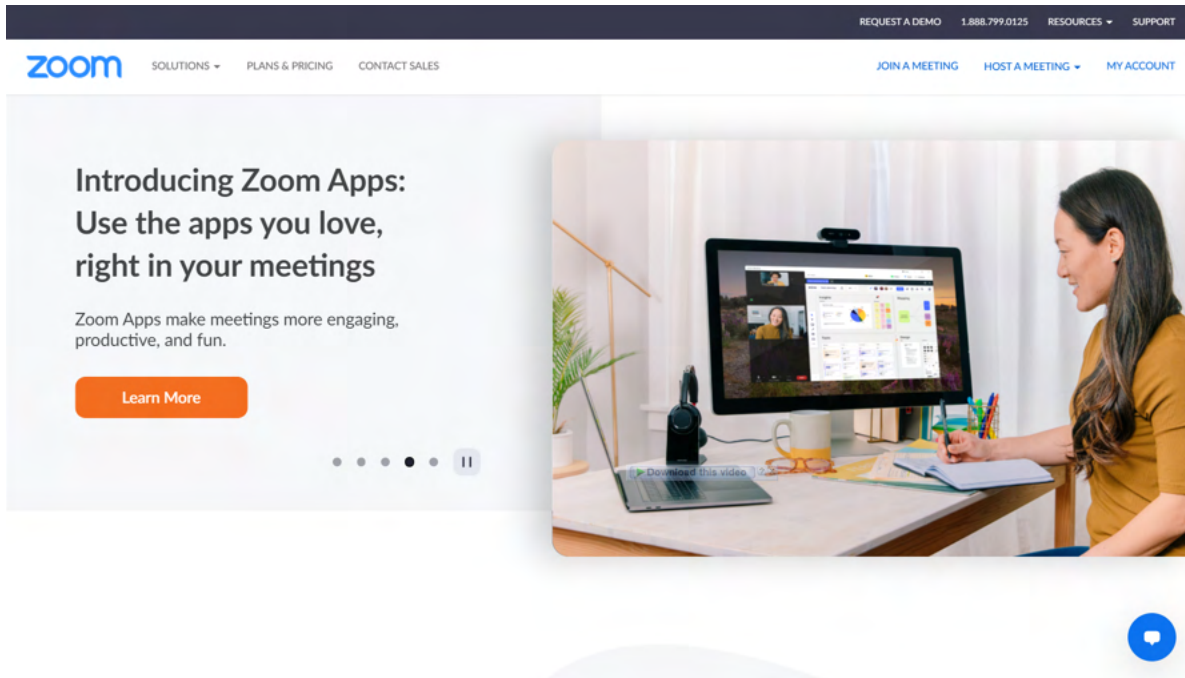 REQUEST A DEMO 1.888.799.0125 RESOURCES SUPPORT
zoom SOLUTIONS PLANS & PRICING CONTACT SALES JOIN A MEETING HOST A MEETING MY ACCOUNT
Introducing Zoom Apps:
Use the apps you love,
right in your meetings
Zoom Apps make meetings more engaging,
productive, and fun.
Learn More
Download this video